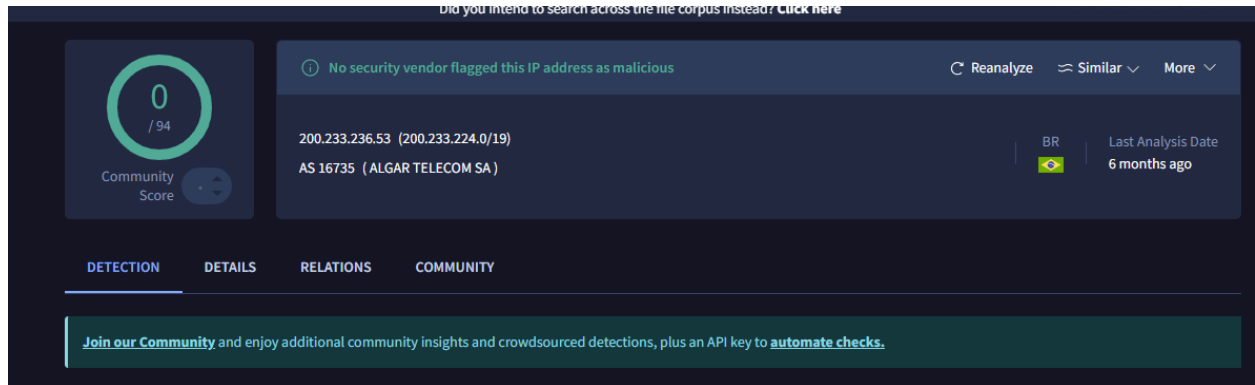 Did you intend to search across the file corpus instead? Click here
0
/ 94
Community
Score
No security vendor flagged this IP address as malicious
Reanalyze
Similar
More
200.233.236.53 (200.233.224.0/19)
AS 16735 ( ALGAR TELECOM SA )
BR
Last Analysis Date
6 months ago
DETECTION
DETAILS
RELATIONS
COMMUNITY
Join our Community and enjoy additional community insights and crowdsourced detections, plus an API key to automate checks.